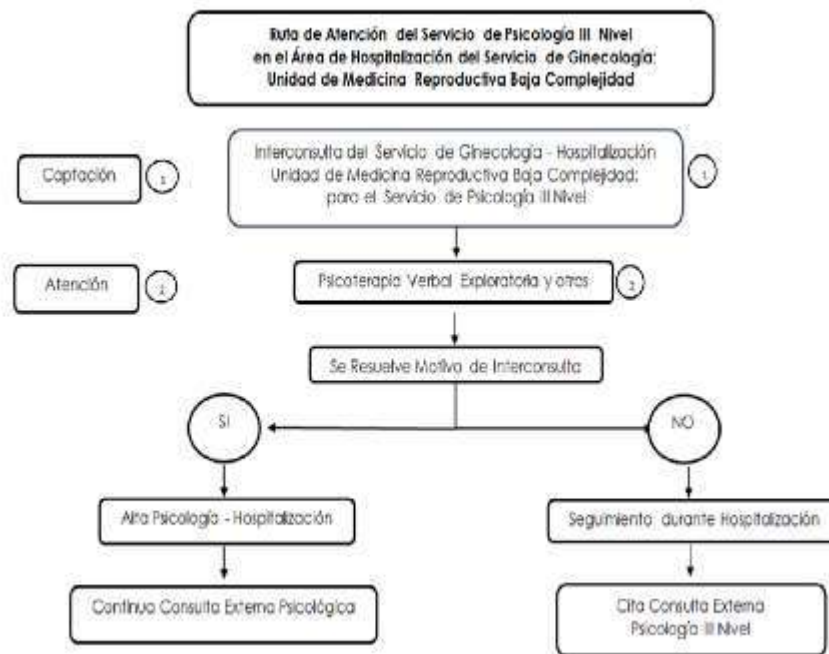 Ruta de Atención del Servicio de Psicología III Nivel
en el Área de Hospitalización del Servicio de Ginecología:
Unidad de Medicina Reproductiva Baja Complejidad
Captación 1
Interconsulta del Servicio de Ginecología - Hospitalización
Unidad de Medicina Reproductiva Baja Complejidad:
para el Servicio de Psicología III Nivel
1
Atención 2
Psicoterapia Verbal Exploratoria y otras 2
Se Resuelve Motivo de Interconsulta
SI
NO
Alta Psicología - Hospitalización
Seguimiento durante Hospitalización
Continua Consulta Externa Psicológica
Cita Consulta Externa
Psicología III Nivel